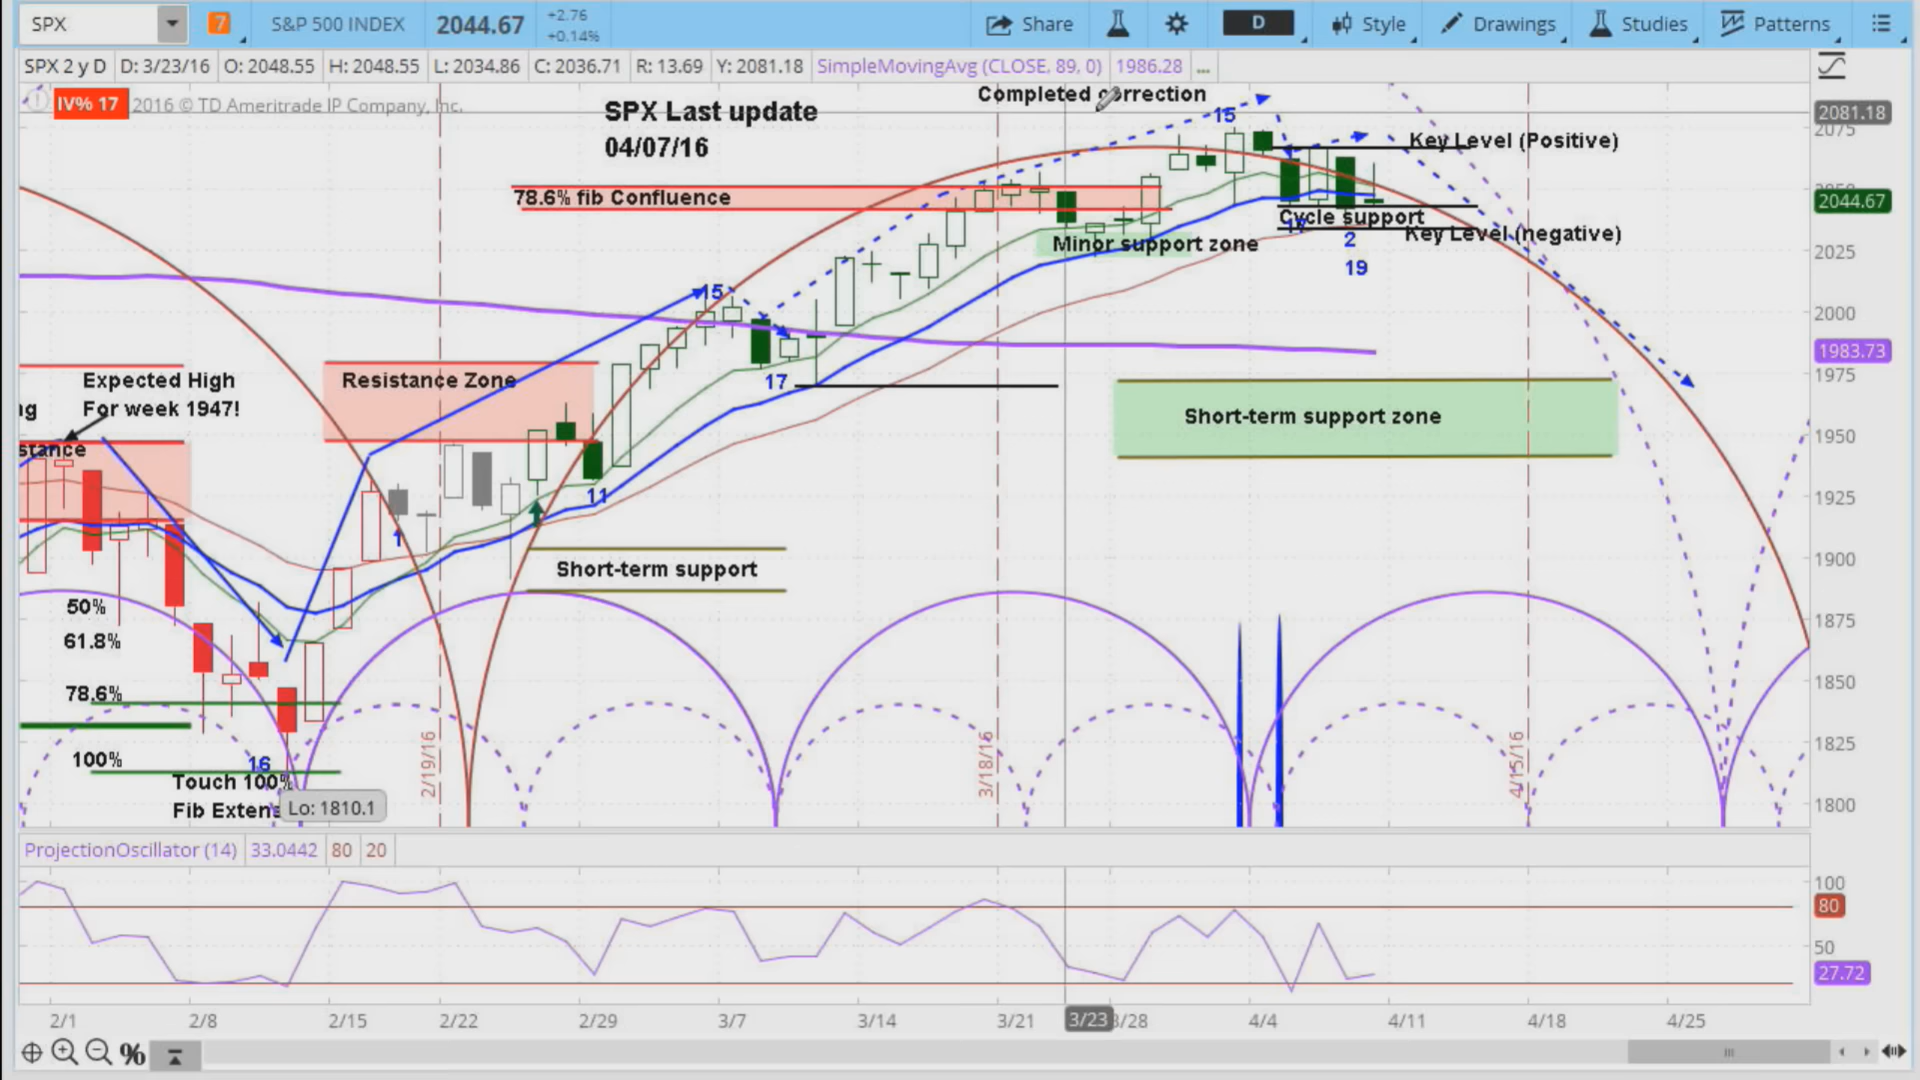 SPX 7 S&P 500 INDEX 2044.67 +2.76 +0.14% Share D Style Drawings Studies Patterns
SPX 2 y D D: 3/23/16 O: 2048.55 H: 2048.55 L: 2034.86 C: 2036.71 R: 13.69 Y: 2081.18 SimpleMovingAvg (CLOSE, 89, 0) 1986.28 ...
IV% 17 2016 © TD Ameritrade IP Company, Inc.
Completed correction
SPX Last update
04/07/16
15
2081.18
2075
Key Level (Positive)
78.6% fib Confluence
2050
2044.67
Cycle support
17
Key Level (negative)
Minor support zone
2
19
2025
15
2000
1983.73
17
1975
Expected High
For week 1947!
ng
stance
Resistance Zone
Short-term support zone
1950
11
1925
1
1900
Short-term support
50%
61.8%
1875
78.6%
1850
100%
16
Touch 100%
Fib Extens
Lo: 1810.1
2/19/16
3/18/16
4/15/16
1825
1800
ProjectionOscillator (14) 33.0442 80 20
100
80
50
27.72
2/1 2/8 2/15 2/22 2/29 3/7 3/14 3/21 3/23 3/28 4/4 4/11 4/18 4/25
%